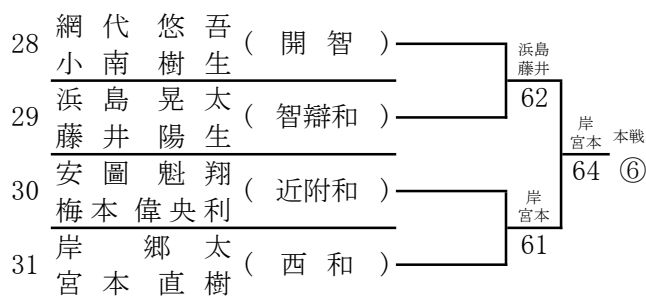 28 網代悠吾 (開智)
小南樹生
29 浜島晃太 (智辯和)
藤井陽生
30 安圖魁翔 (近附和)
梅本偉央利
31 岸郷太 (西和)
宮本直樹
浜島
藤井
62
岸
宮本
61
岸
宮本
64
本戦
⑥